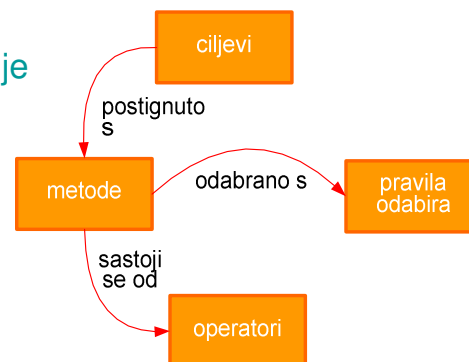 ciljevi
je
postignuto
s
metode
odabrano s
pravila
odabira
sastoji
se od
operatori